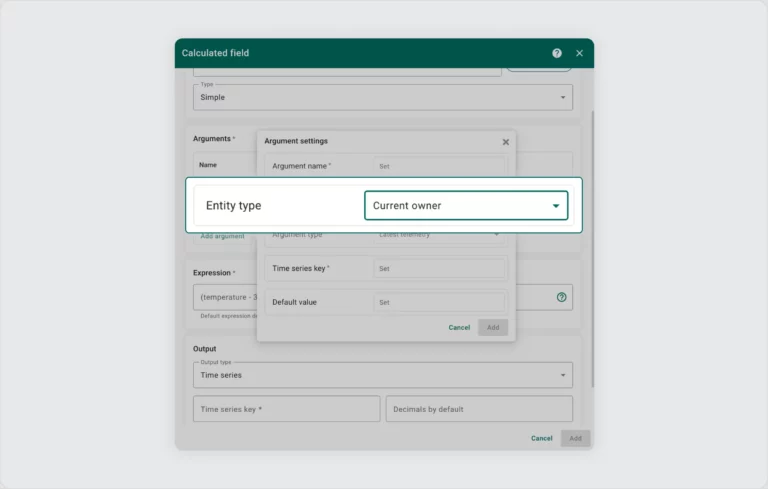 Calculated field
Type
Simple
Arguments *
Argument settings
Name
Argument name *
Set
Entity type
Current owner
Add argument
Argument type
Latest telemetry
Time series key *
Set
Expression *
(temperature - 3
Default expression
Default value
Set
Cancel
Add
Output
Output type
Time series
Time series key *
Decimals by default
Cancel
Add